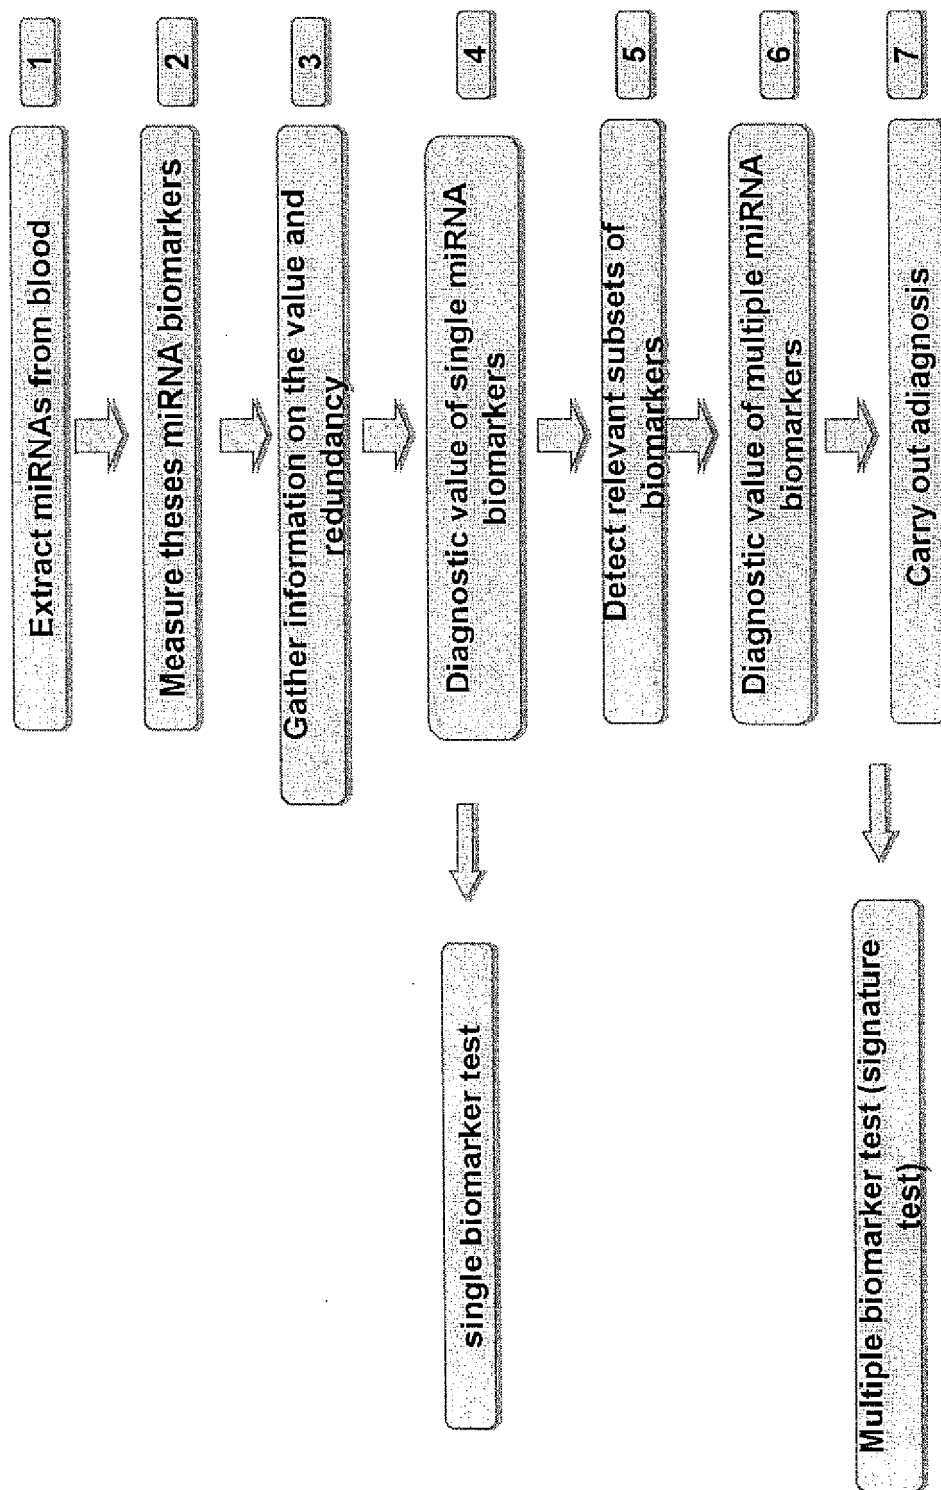 1
Extract miRNAs from blood
2
Measure theses miRNA biomarkers
3
Gather information on the value and
redundancy
4
Diagnostic value of single miRNA
biomarkers
single biomarker test
5
Detect relevant subsets of
biomarkers
6
Diagnostic value of multiple miRNA
biomarkers
7
Carry out adiagnosis
Multiple biomarker test (signature
test)